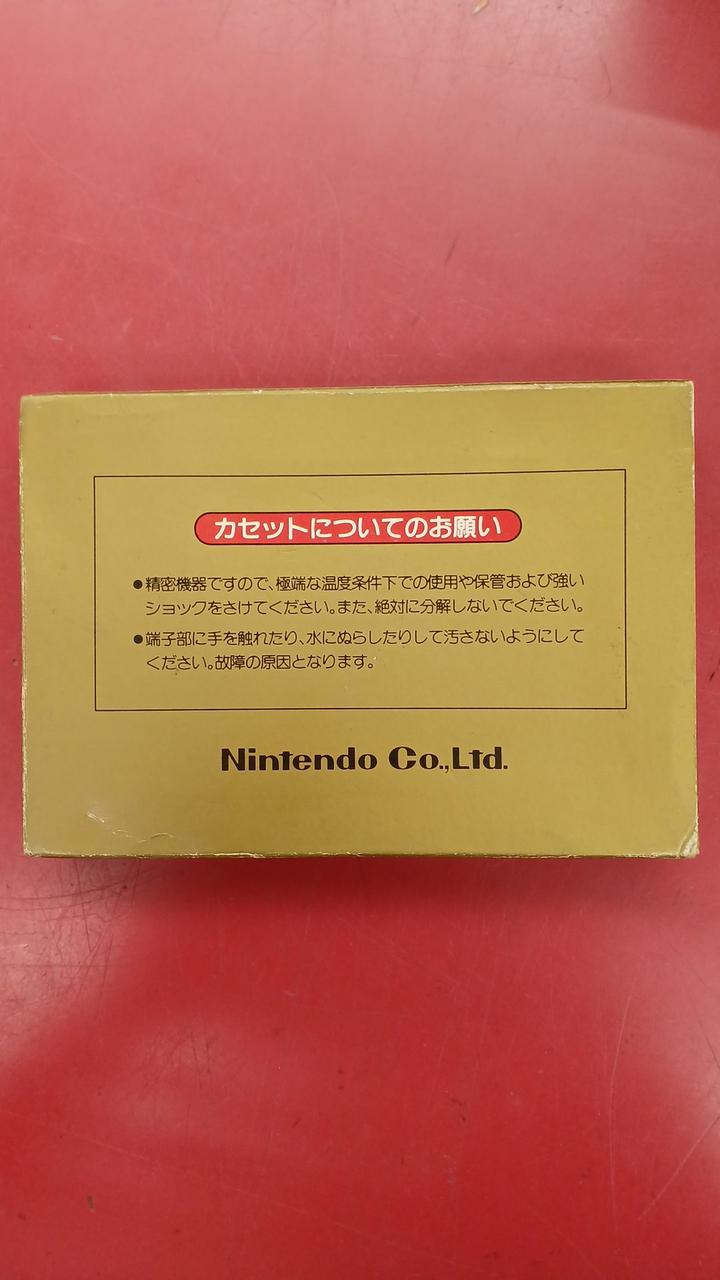 カセットについてのお願い
●精密機器ですので、極端な温度条件下での使用や保管および強い
ショックをさけてください。また、絶対に分解しないでください。
●端子部に手を触れたり、水にぬらしたりして汚さないようにして
ください。故障の原因となります。
Nintendo Co.,Ltd.